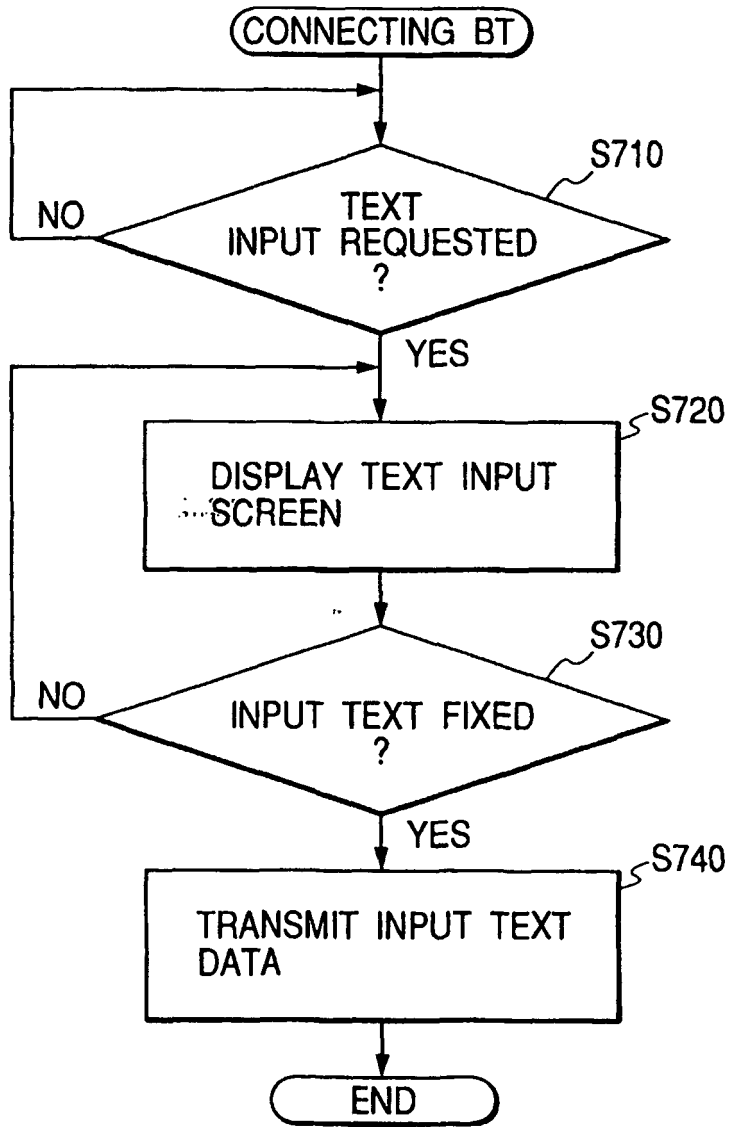 CONNECTING BT
S710
TEXT
INPUT REQUESTED
?
NO
YES
S720
DISPLAY TEXT INPUT
SCREEN
S730
INPUT TEXT FIXED
?
NO
YES
S740
TRANSMIT INPUT TEXT
DATA
END